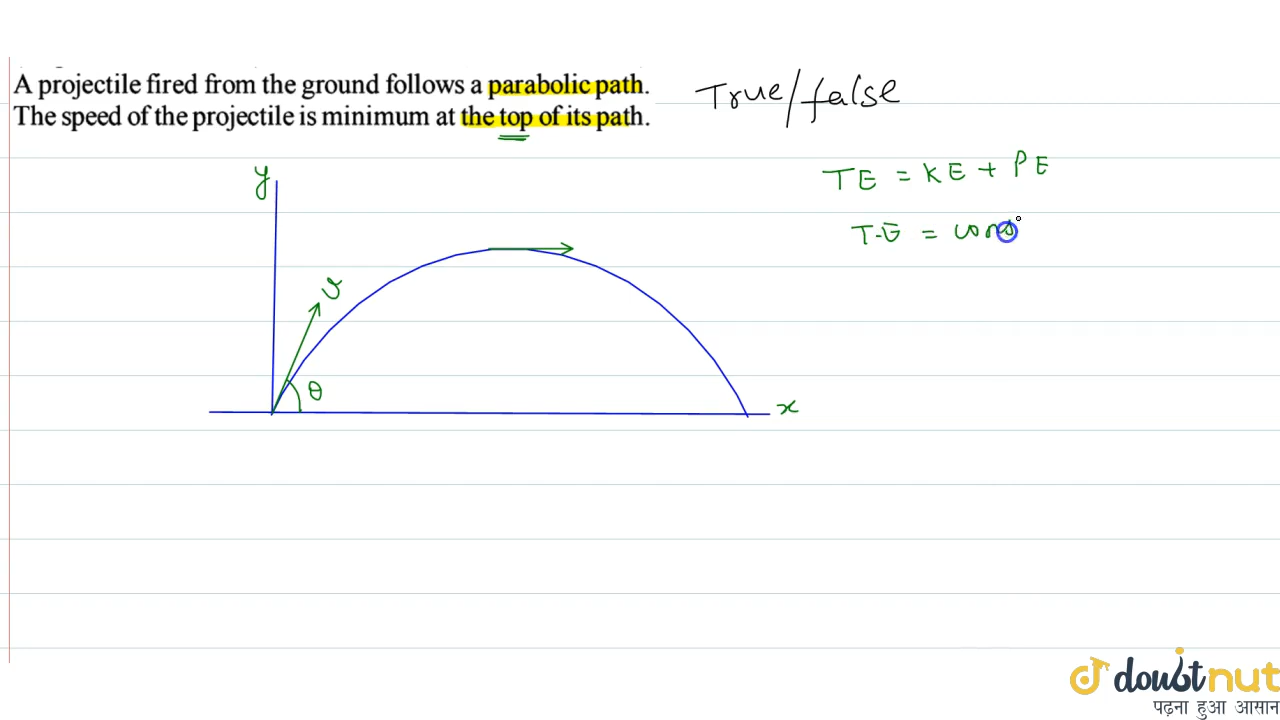 A projectile fired from the ground follows a parabolic path.
The speed of the projectile is minimum at the top of its path.
True/false
TE = KE + PE
T.E = cons
y
v
θ
x
doubtnut
पढ़ना हुआ आसान